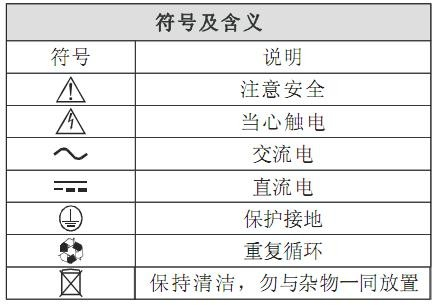 符号及含义
符号 说明
注意安全
当心触电
交流电
直流电
保护接地
重复循环
保持清洁，勿与杂物一同放置